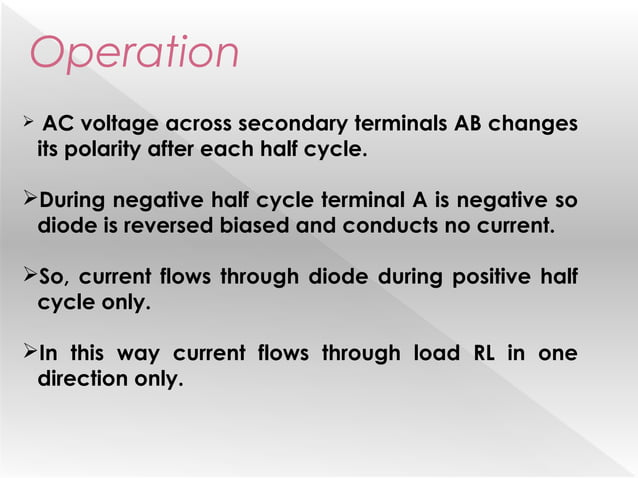 Operation
➢ AC voltage across secondary terminals AB changes
its polarity after each half cycle.
➢During negative half cycle terminal A is negative so
diode is reversed biased and conducts no current.
➢So, current flows through diode during positive half
cycle only.
➢In this way current flows through load RL in one
direction only.